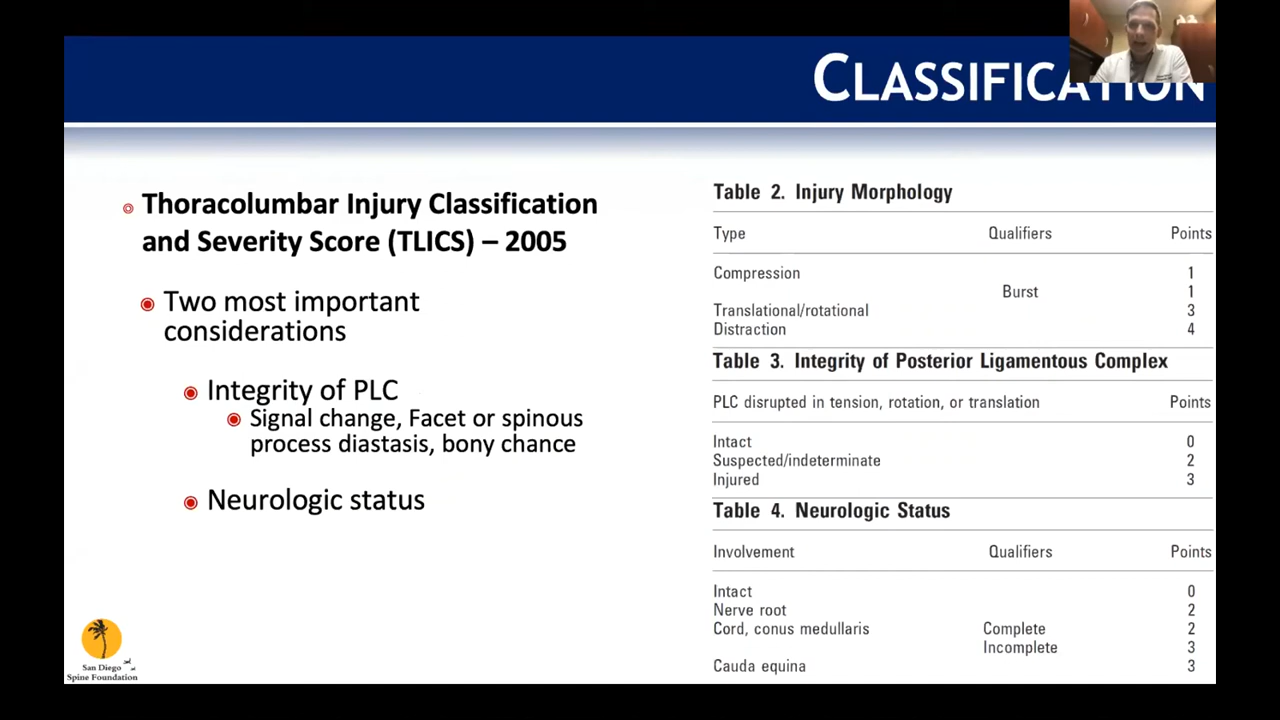 CLASSIFICATION
Thoracolumbar Injury Classification
and Severity Score (TLICS) – 2005
Two most important
considerations
Integrity of PLC
Signal change, Facet or spinous
process diastasis, bony chance
Neurologic status
San Diego
Spine Foundation
Table 2. Injury Morphology
Type Qualifiers Points
Compression 1
Burst 1
Translational/rotational 3
Distraction 4
Table 3. Integrity of Posterior Ligamentous Complex
PLC disrupted in tension, rotation, or translation Points
Intact 0
Suspected/indeterminate 2
Injured 3
Table 4. Neurologic Status
Involvement Qualifiers Points
Intact 0
Nerve root 2
Cord, conus medullaris Complete 2
Incomplete 3
Cauda equina 3